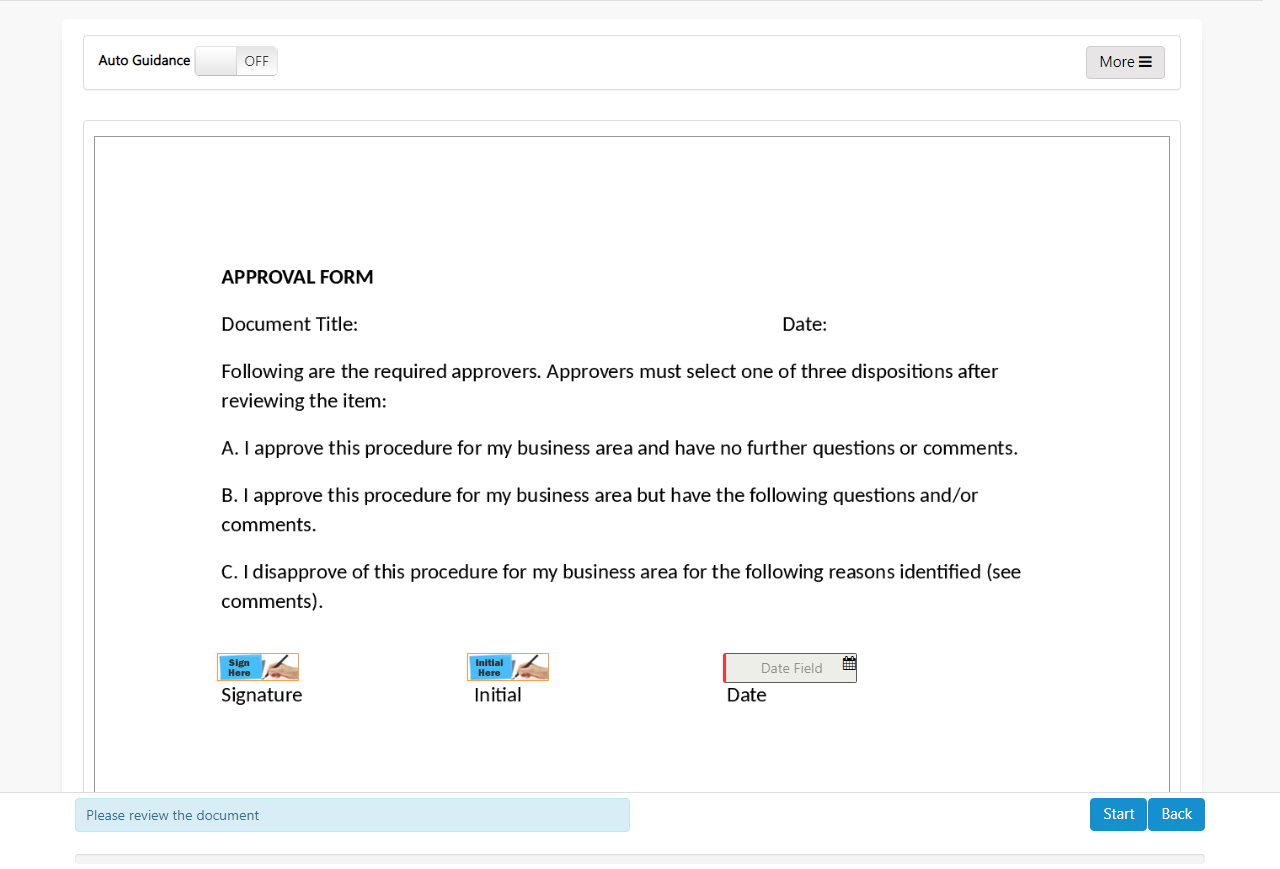 Auto Guidance OFF More
APPROVAL FORM
Document Title: Date:
Following are the required approvers. Approvers must select one of three dispositions after
reviewing the item:
A. I approve this procedure for my business area and have no further questions or comments.
B. I approve this procedure for my business area but have the following questions and/or
comments.
C. I disapprove of this procedure for my business area for the following reasons identified (see
comments).
Sign
Here
Initial
Here
Date Field
Signature Initial Date
Please review the document Start Back